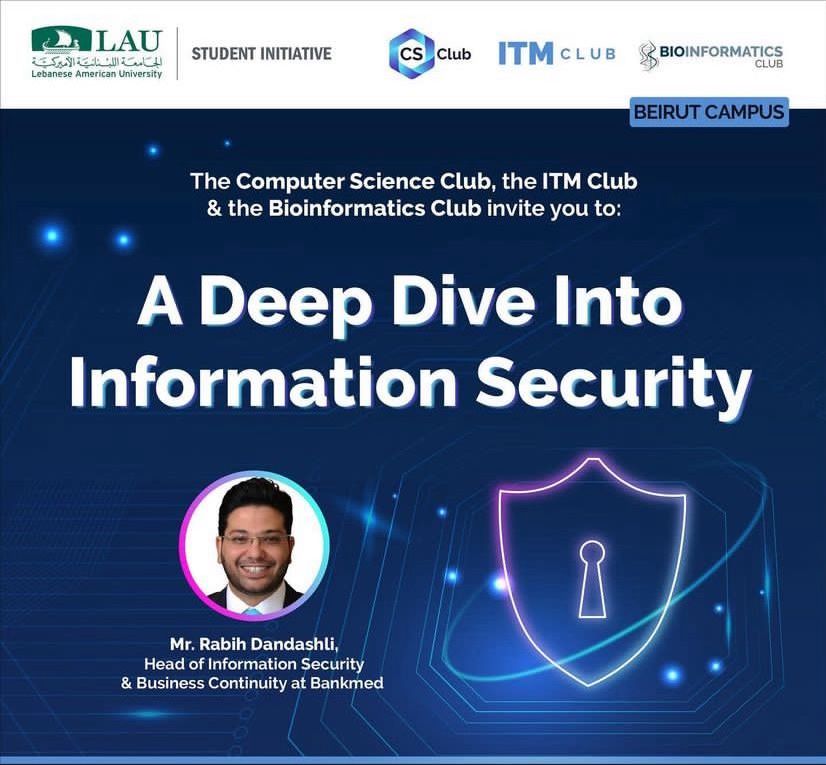 LAU
الجامعة اللبنانية الأميركية
Lebanese American University
STUDENT INITIATIVE
CS Club
ITM CLUB
BIOINFORMATICS
CLUB
BEIRUT CAMPUS
The Computer Science Club, the ITM Club
& the Bioinformatics Club invite you to:
A Deep Dive Into
Information Security
Mr. Rabih Dandashli,
Head of Information Security
& Business Continuity at Bankmed